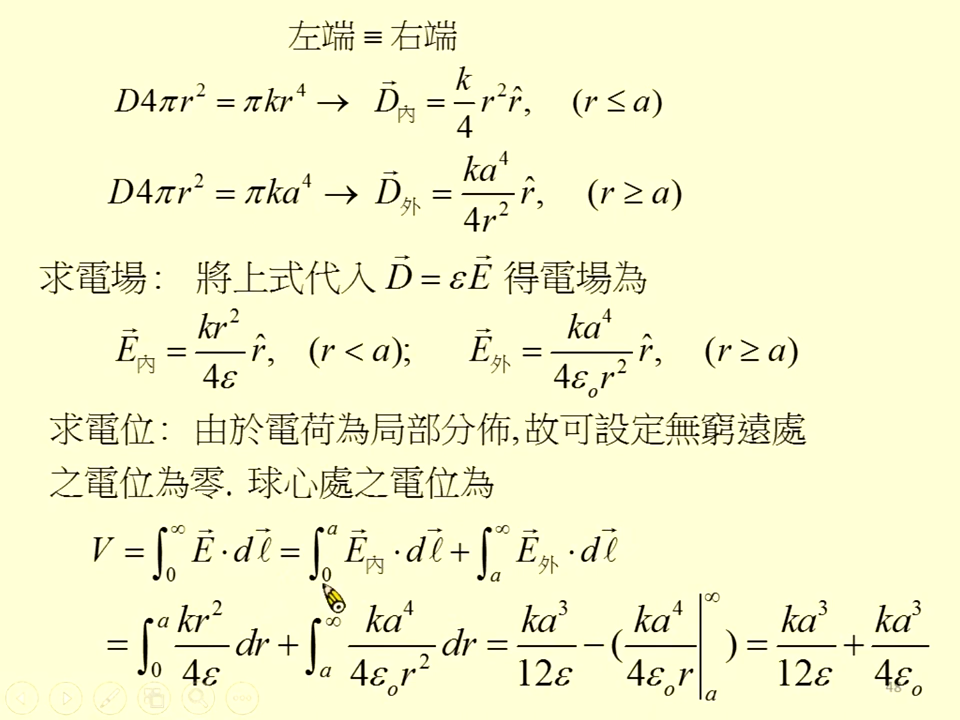 左端 ≡ 右端
D4πr² = πkr⁴ → D⃗内 = k/4 r² r̂, (r ≤ a)
D4πr² = πka⁴ → D⃗外 = ka⁴/4r² r̂, (r ≥ a)
求電場: 將上式代入 D⃗ = εE⃗ 得電場為
E⃗内 = kr²/4ε r̂, (r < a); E⃗外 = ka⁴/4εₒr² r̂, (r ≥ a)
求電位: 由於電荷為局部分佈,故可設定無窮遠處
之電位為零. 球心處之電位為
V = ∫₀^∞ E⃗ · dℓ⃗ = ∫₀^a E⃗内 · dℓ⃗ + ∫ₐ^∞ E⃗外 · dℓ⃗
= ∫₀^a kr²/4ε dr + ∫ₐ^∞ ka⁴/4εₒr² dr = ka³/12ε − (ka⁴/4εₒr |ₐ^∞) = ka³/12ε + ka³/4εₒ
48